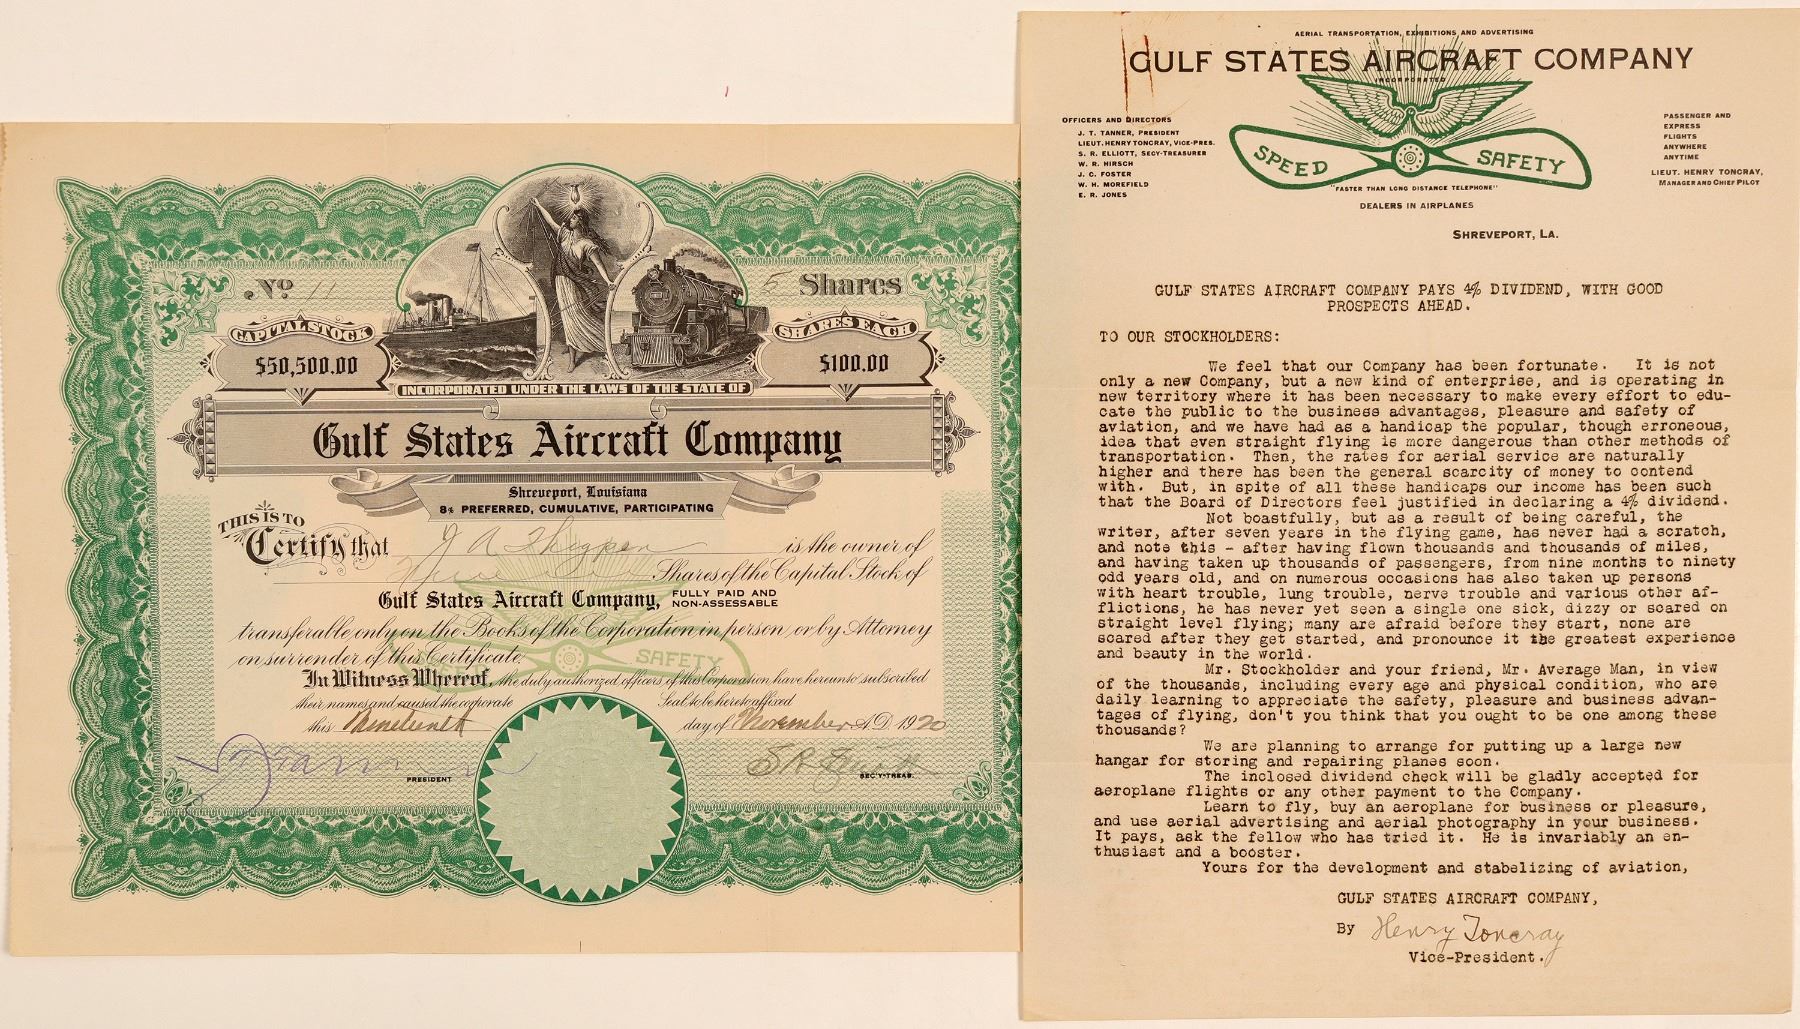 No 11
5 Shares
CAPITAL STOCK
$50,500.00
SHARES EACH
$100.00
INCORPORATED UNDER THE LAWS OF THE STATE OF
Gulf States Aircraft Company
Shreveport, Louisiana
8% PREFERRED, CUMULATIVE, PARTICIPATING
THIS IS TO
Certify that J A Thigpen is the owner of
Shares of the Capital Stock of
Gulf States Aircraft Company, FULLY PAID AND
NON-ASSESSABLE
transferable only on the Books of the Corporation in person or by Attorney
on surrender of this Certificate.
SAFETY
In Witness Whereof, the duly authorized officers of this Corporation have hereunto subscribed
their names and caused the corporate Seal to be hereto affixed
this Nineteenth day of November A.D. 1920
PRESIDENT
SEC'Y-TREAS.
AERIAL TRANSPORTATION, EXHIBITIONS AND ADVERTISING
GULF STATES AIRCRAFT COMPANY
INCORPORATED
OFFICERS AND DIRECTORS
J. T. TANNER, PRESIDENT
LIEUT. HENRY TONCRAY, VICE-PRES.
S. R. ELLIOTT, SECY-TREASURER
W. R. HIRSCH
J. C. FOSTER
W. H. MOREFIELD
E. R. JONES
SPEED SAFETY
"FASTER THAN LONG DISTANCE TELEPHONE"
DEALERS IN AIRPLANES
PASSENGER AND
EXPRESS
FLIGHTS
ANYWHERE
ANYTIME
LIEUT. HENRY TONCRAY,
MANAGER AND CHIEF PILOT
SHREVEPORT, LA.
GULF STATES AIRCRAFT COMPANY PAYS 4% DIVIDEND, WITH GOOD
PROSPECTS AHEAD.
TO OUR STOCKHOLDERS:
We feel that our Company has been fortunate. It is not
only a new Company, but a new kind of enterprise, and is operating in
new territory where it has been necessary to make every effort to edu-
cate the public to the business advantages, pleasure and safety of
aviation, and we have had as a handicap the popular, though erroneous,
idea that even straight flying is more dangerous than other methods of
transportation. Then, the rates for aerial service are naturally
higher and there has been the general scarcity of money to contend
with. But, in spite of all these handicaps our income has been such
that the Board of Directors feel justified in declaring a 4% dividend.
Not boastfully, but as a result of being careful, the
writer, after seven years in the flying game, has never had a scratch,
and note this - after having flown thousands and thousands of miles,
and having taken up thousands of passengers, from nine months to ninety
odd years old, and on numerous occasions has also taken up persons
with heart trouble, lung trouble, nerve trouble and various other af-
flictions, he has never yet seen a single one sick, dizzy or scared on
straight level flying; many are afraid before they start, none are
scared after they get started, and pronounce it the greatest experience
and beauty in the world.
Mr. Stockholder and your friend, Mr. Average Man, in view
of the thousands, including every age and physical condition, who are
daily learning to appreciate the safety, pleasure and business advan-
tages of flying, don't you think that you ought to be one among these
thousands?
We are planning to arrange for putting up a large new
hangar for storing and repairing planes soon.
The inclosed dividend check will be gladly accepted for
aeroplane flights or any other payment to the Company.
Learn to fly, buy an aeroplane for business or pleasure,
and use aerial advertising and aerial photography in your business.
It pays, ask the fellow who has tried it. He is invariably an en-
thusiast and a booster.
Yours for the development and stabelizing of aviation,
GULF STATES AIRCRAFT COMPANY,
By Henry Toncray
Vice-President.